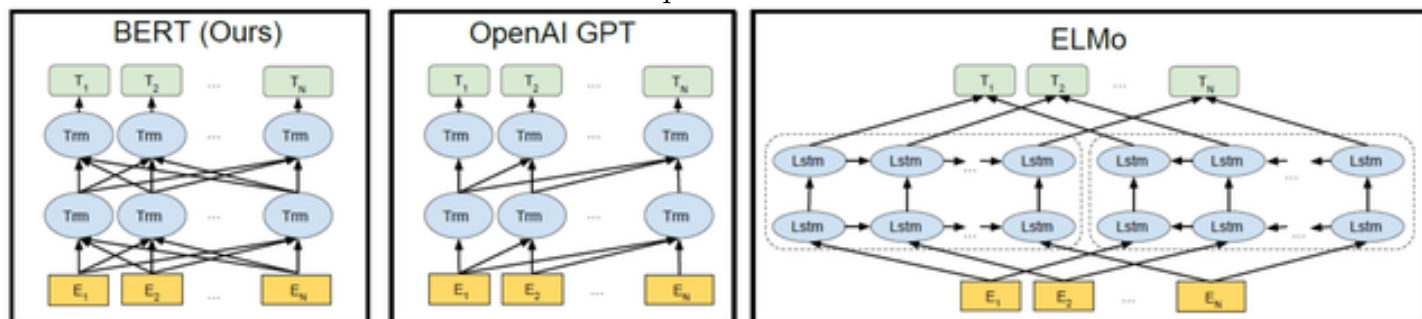 BERT (Ours)
T1 T2 ... TN
Trm Trm ... Trm
Trm Trm ... Trm
E1 E2 ... EN
OpenAI GPT
T1 T2 ... TN
Trm Trm ... Trm
Trm Trm ... Trm
E1 E2 ... EN
ELMo
T1 T2 ... TN
Lstm Lstm ... Lstm Lstm Lstm ... Lstm
Lstm Lstm ... Lstm Lstm Lstm ... Lstm
E1 E2 ... EN